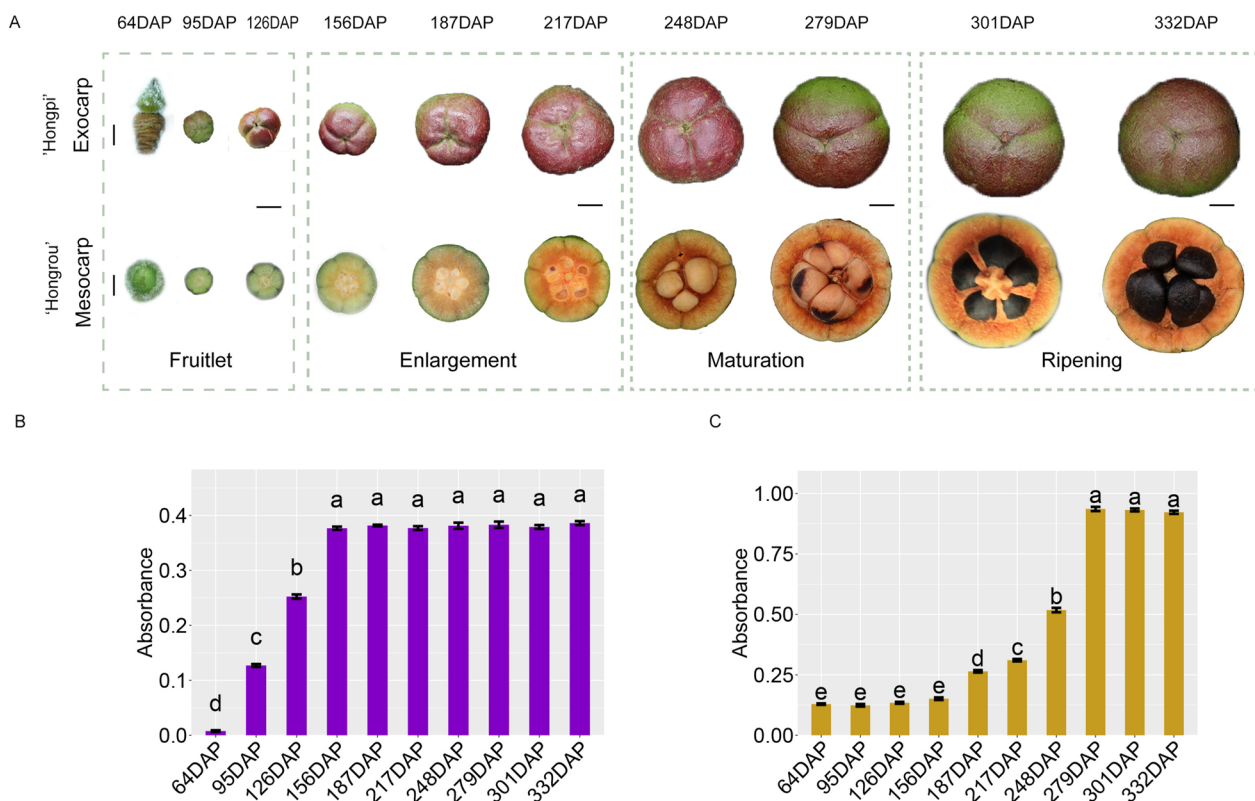 A
64DAP 95DAP 126DAP 156DAP 187DAP 217DAP 248DAP 279DAP 301DAP 332DAP
'Hongpi'
Exocarp
‘Hongrou’
Mesocarp
Fruitlet Enlargement Maturation Ripening
B
Absorbance
0.4
0.3
0.2
0.1
0.0
d c b a a a a a a a
64DAP 95DAP 126DAP 156DAP 187DAP 217DAP 248DAP 279DAP 301DAP 332DAP
C
Absorbance
1.00
0.75
0.50
0.25
0.00
e e e e d c b a a a
64DAP 95DAP 126DAP 156DAP 187DAP 217DAP 248DAP 279DAP 301DAP 332DAP